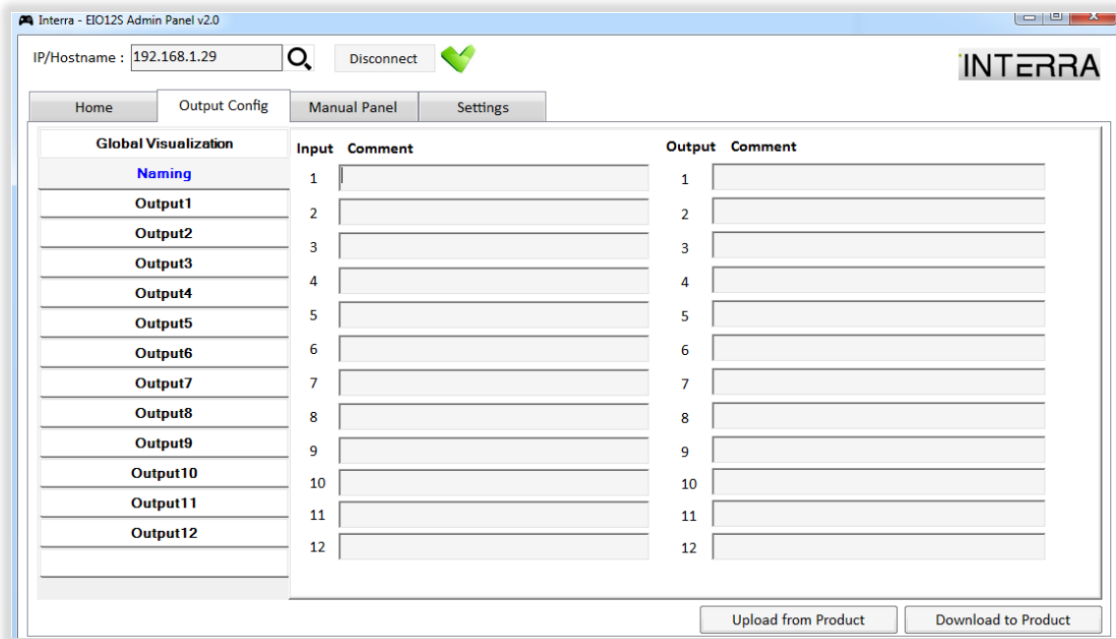 Interra - EIO12S Admin Panel v2.0
IP/Hostname : 192.168.1.29 Disconnect
INTERRA
Home Output Config Manual Panel Settings
Global Visualization
Naming
Output1
Output2
Output3
Output4
Output5
Output6
Output7
Output8
Output9
Output10
Output11
Output12
Input Comment Output Comment
1 1
2 2
3 3
4 4
5 5
6 6
7 7
8 8
9 9
10 10
11 11
12 12
Upload from Product Download to Product